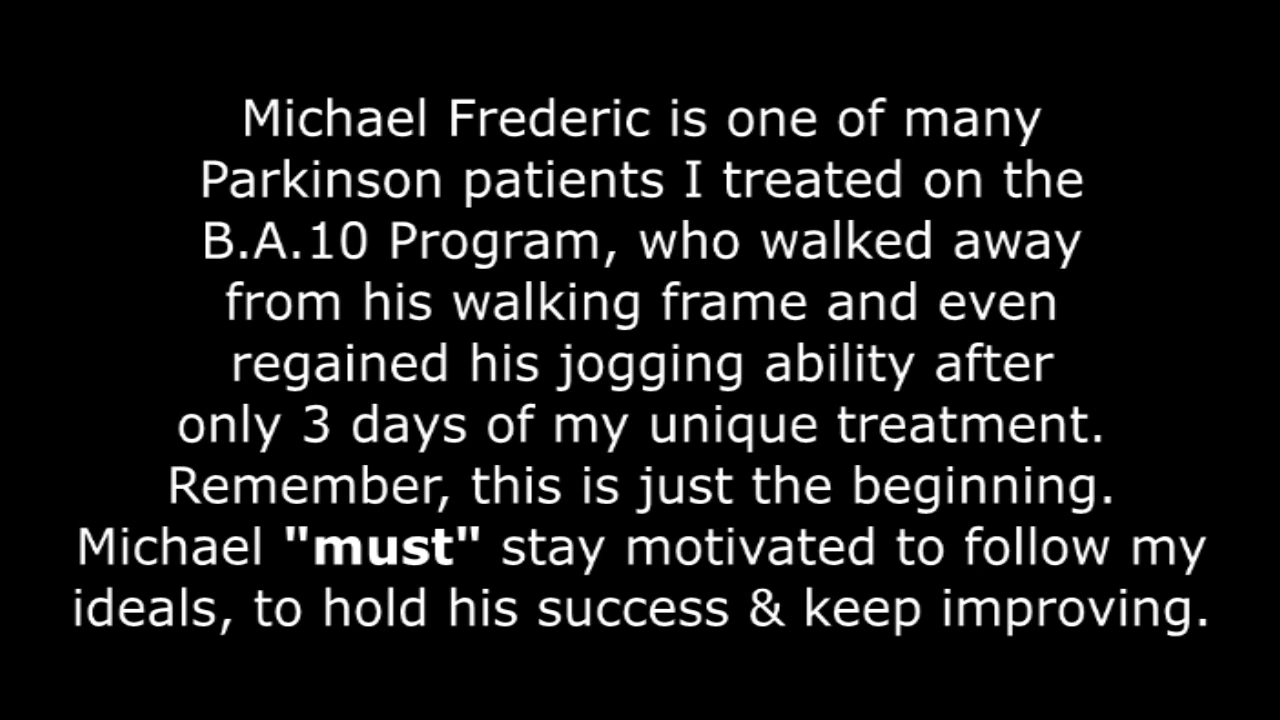 Michael Frederic is one of many
Parkinson patients I treated on the
B.A.10 Program, who walked away
from his walking frame and even
regained his jogging ability after
only 3 days of my unique treatment.
Remember, this is just the beginning.
Michael "must" stay motivated to follow my
ideals, to hold his success & keep improving.